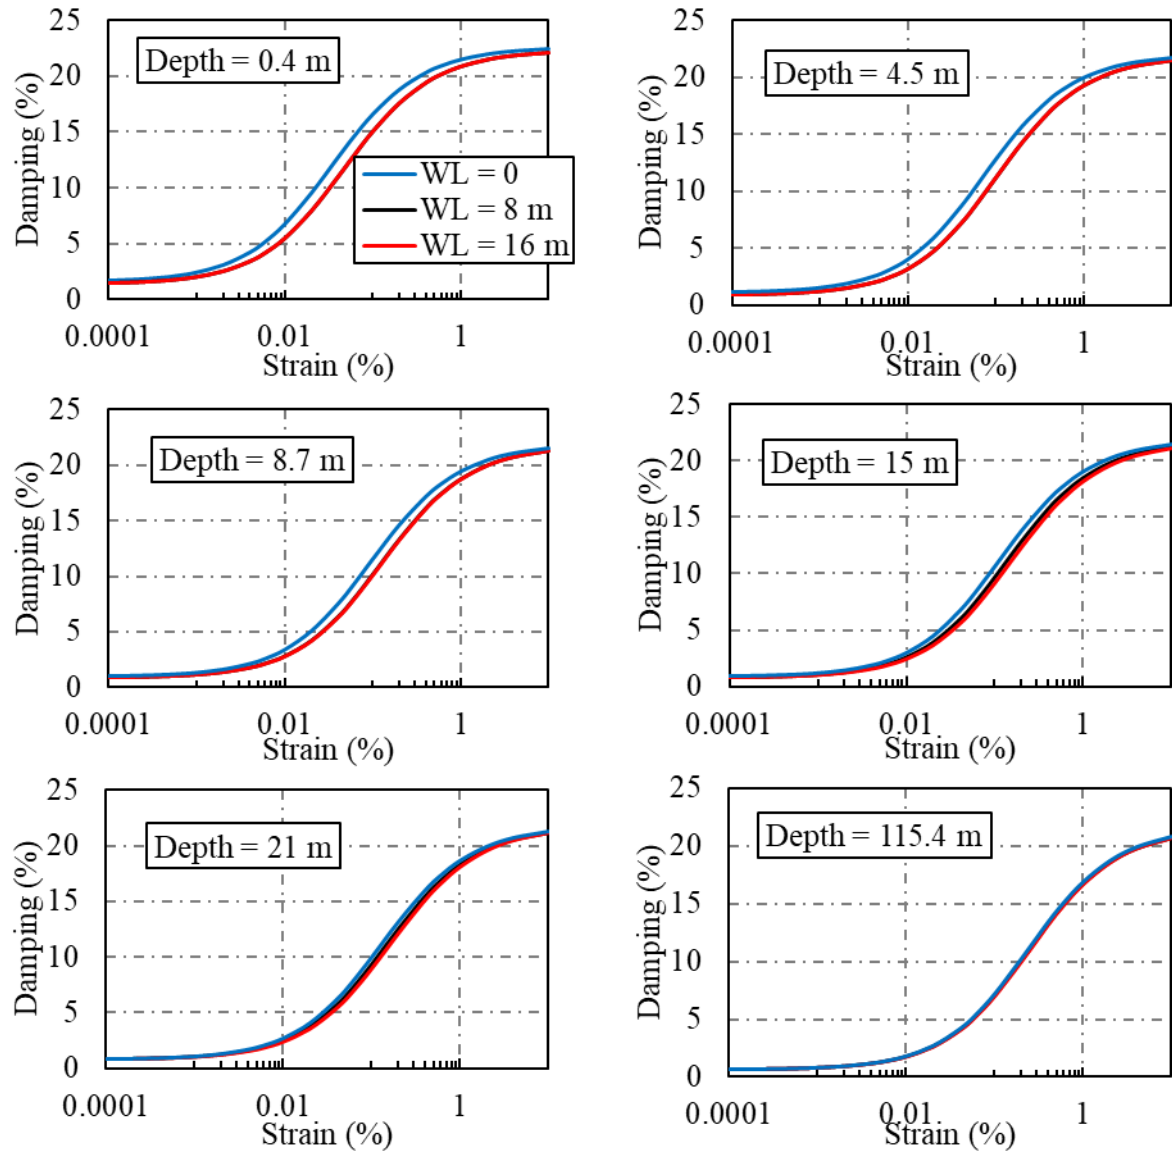 25
20
15
10
5
0
Damping (%)
Depth = 0.4 m
WL = 0
WL = 8 m
WL = 16 m
0.0001 0.01 1
Strain (%)
25
20
15
10
5
0
Damping (%)
Depth = 4.5 m
0.0001 0.01 1
Strain (%)
25
20
15
10
5
0
Damping (%)
Depth = 8.7 m
0.0001 0.01 1
Strain (%)
25
20
15
10
5
0
Damping (%)
Depth = 15 m
0.0001 0.01 1
Strain (%)
25
20
15
10
5
0
Damping (%)
Depth = 21 m
0.0001 0.01 1
Strain (%)
25
20
15
10
5
0
Damping (%)
Depth = 115.4 m
0.0001 0.01 1
Strain (%)